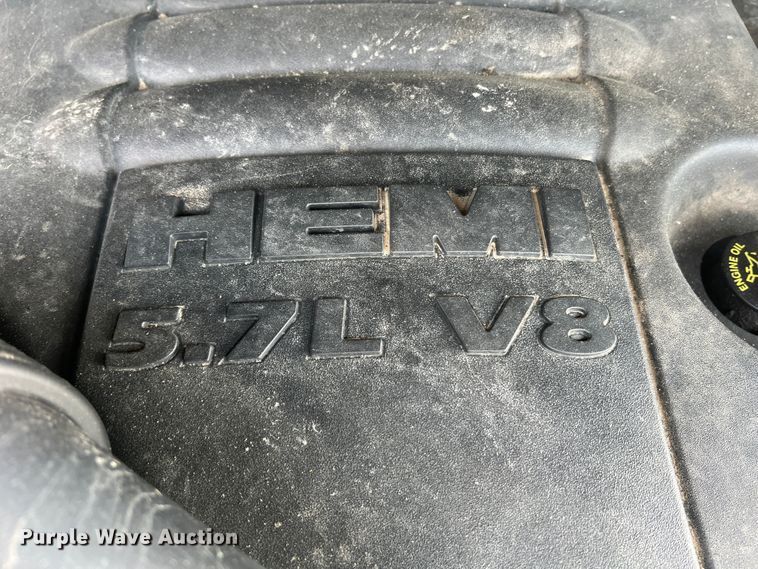 HEMI
5.7L V8
ENGINE OIL
Purple Wave Auction